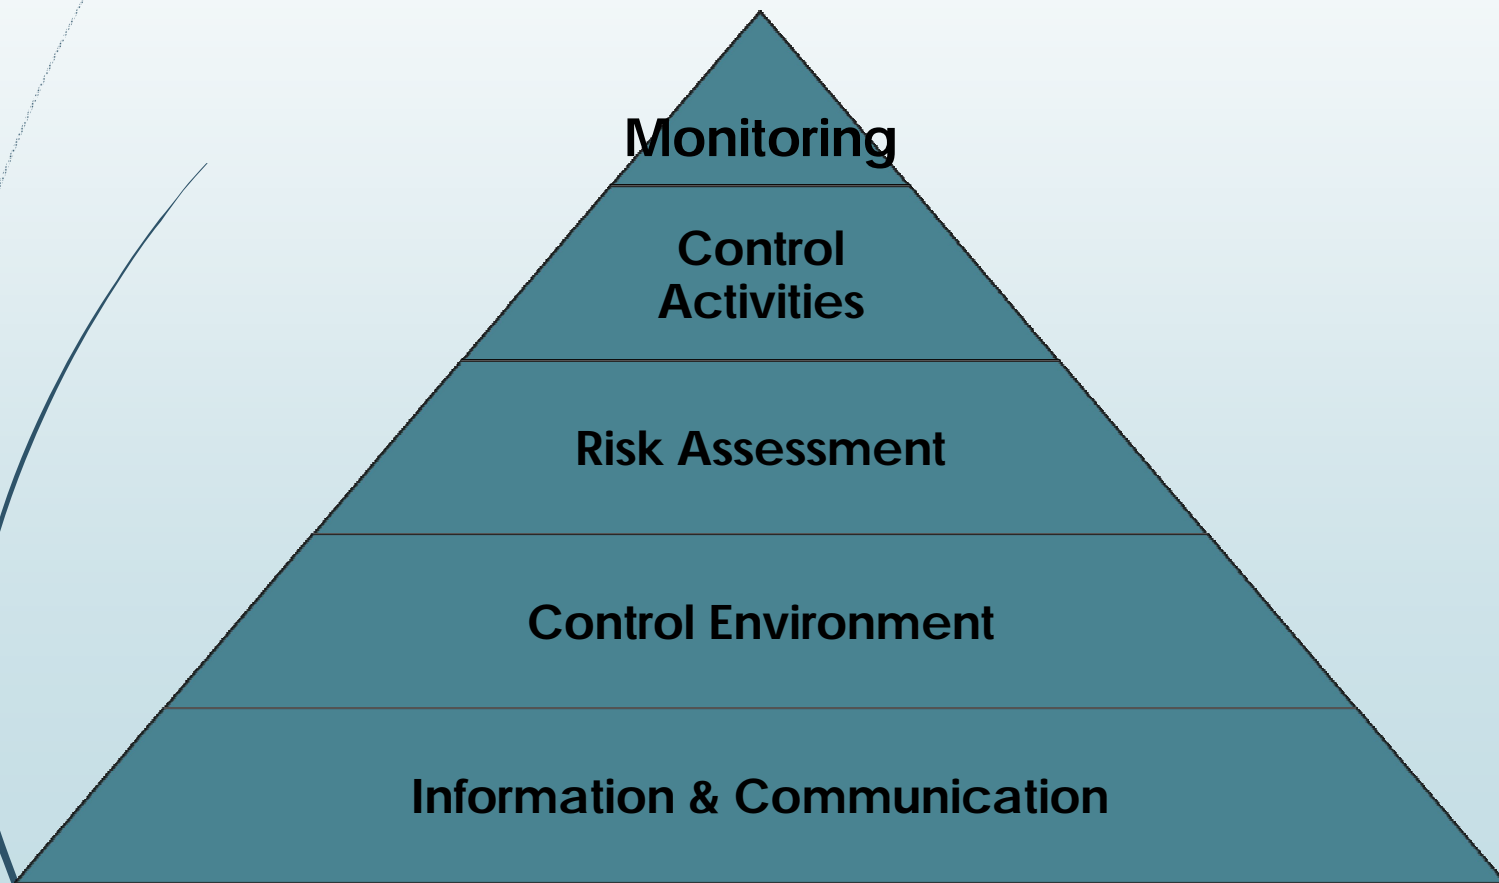 Monitoring
Control
Activities
Risk Assessment
Control Environment
Information & Communication